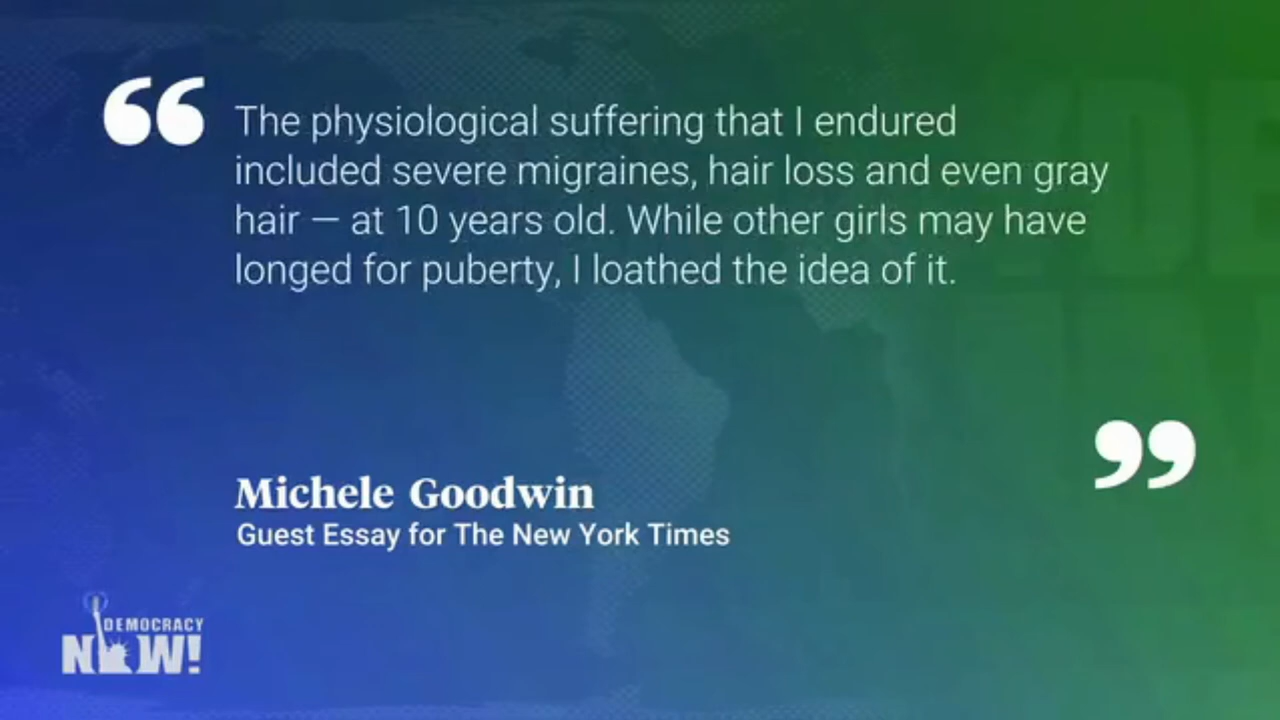 “
The physiological suffering that I endured
included severe migraines, hair loss and even gray
hair — at 10 years old. While other girls may have
longed for puberty, I loathed the idea of it.
”
Michele Goodwin
Guest Essay for The New York Times
DEMOCRACY
NOW!